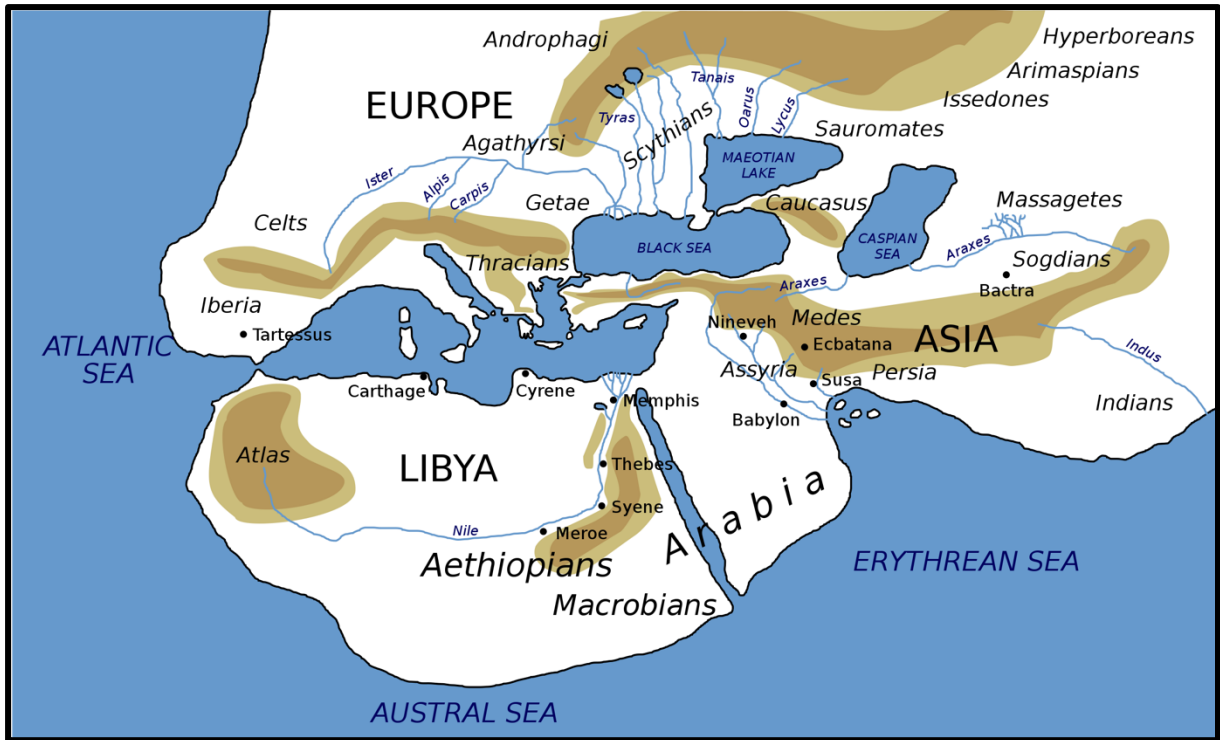 Androphagi
Hyperboreans
Arimaspians
Issedones
Tanais
Oarus
Lycus
EUROPE
Tyras
Scythians
Sauromates
Agathyrsi
MAEOTIAN
LAKE
Ister
Alpis
Carpis
Getae
Caucasus
Massagetes
Celts
BLACK SEA
CASPIAN
SEA
Araxes
Sogdians
Thracians
Araxes
Bactra
Iberia
Tartessus
Nineveh
Medes
Ecbatana
ASIA
Indus
ATLANTIC
SEA
Assyria
Susa
Persia
Carthage
Cyrene
Memphis
Babylon
Indians
Atlas
LIBYA
Thebes
Arabia
Syene
Nile
Meroe
Aethiopians
ERYTHREAN SEA
Macrobians
AUSTRAL SEA